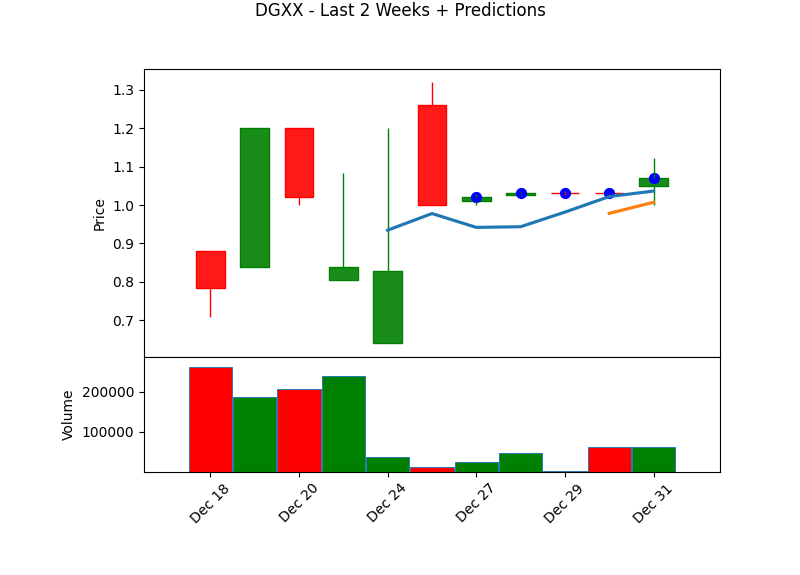 DGXX - Last 2 Weeks + Predictions
1.3
1.2
1.1
1.0
0.9
0.8
0.7
Price
200000
100000
Volume
Dec 18
Dec 20
Dec 24
Dec 27
Dec 29
Dec 31